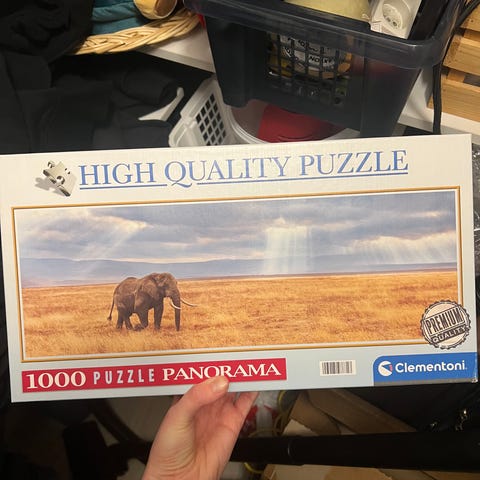 HIGH QUALITY PUZZLE
PREMIUM
QUALITY
1000 PUZZLE PANORAMA
Clementoni.